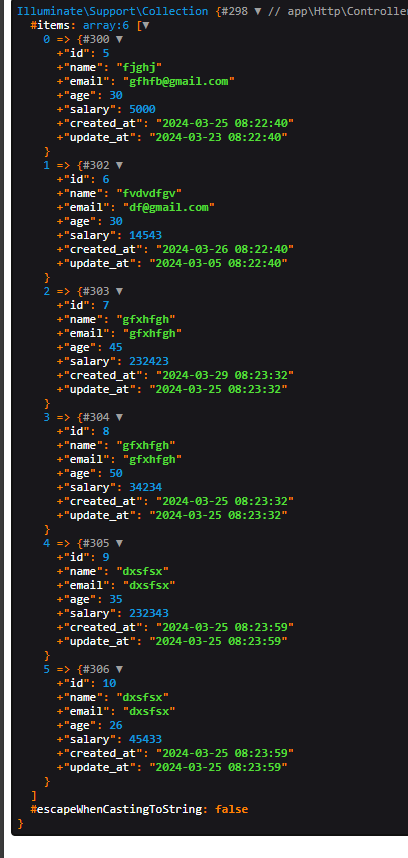 Illuminate\Support\Collection {#298 ▼ // app\Http\Controller
#items: array:6 [▼
0 => {#300 ▼
+"id": 5
+"name": "fjghj"
+"email": "gfhfb@gmail.com"
+"age": 30
+"salary": 5000
+"created_at": "2024-03-25 08:22:40"
+"update_at": "2024-03-23 08:22:40"
}
1 => {#302 ▼
+"id": 6
+"name": "fvdvdfgv"
+"email": "df@gmail.com"
+"age": 30
+"salary": 14543
+"created_at": "2024-03-26 08:22:40"
+"update_at": "2024-03-05 08:22:40"
}
2 => {#303 ▼
+"id": 7
+"name": "gfxhfgh"
+"email": "gfxhfgh"
+"age": 45
+"salary": 232423
+"created_at": "2024-03-29 08:23:32"
+"update_at": "2024-03-25 08:23:32"
}
3 => {#304 ▼
+"id": 8
+"name": "gfxhfgh"
+"email": "gfxhfgh"
+"age": 50
+"salary": 34234
+"created_at": "2024-03-25 08:23:32"
+"update_at": "2024-03-25 08:23:32"
}
4 => {#305 ▼
+"id": 9
+"name": "dxsfsx"
+"email": "dxsfsx"
+"age": 35
+"salary": 232343
+"created_at": "2024-03-25 08:23:59"
+"update_at": "2024-03-25 08:23:59"
}
5 => {#306 ▼
+"id": 10
+"name": "dxsfsx"
+"email": "dxsfsx"
+"age": 26
+"salary": 45433
+"created_at": "2024-03-25 08:23:59"
+"update_at": "2024-03-25 08:23:59"
}
]
#escapeWhenCastingToString: false
}